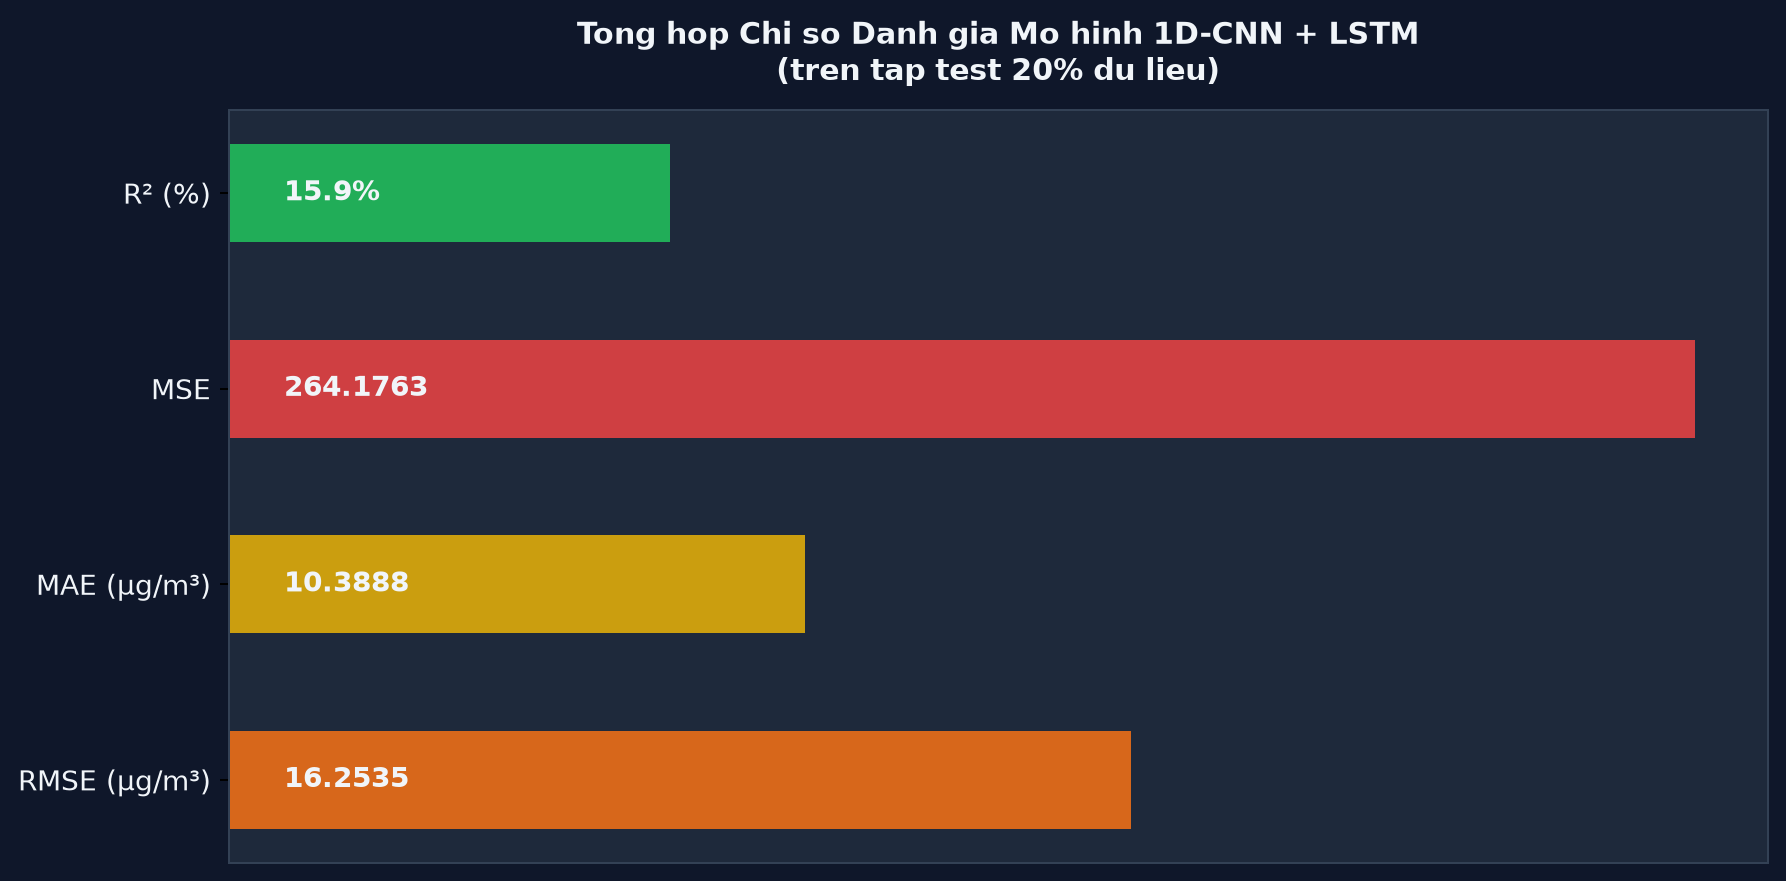 Tong hop Chi so Danh gia Mo hinh 1D-CNN + LSTM
(tren tap test 20% du lieu)
R² (%)
15.9%
MSE
264.1763
MAE (µg/m³)
10.3888
RMSE (µg/m³)
16.2535